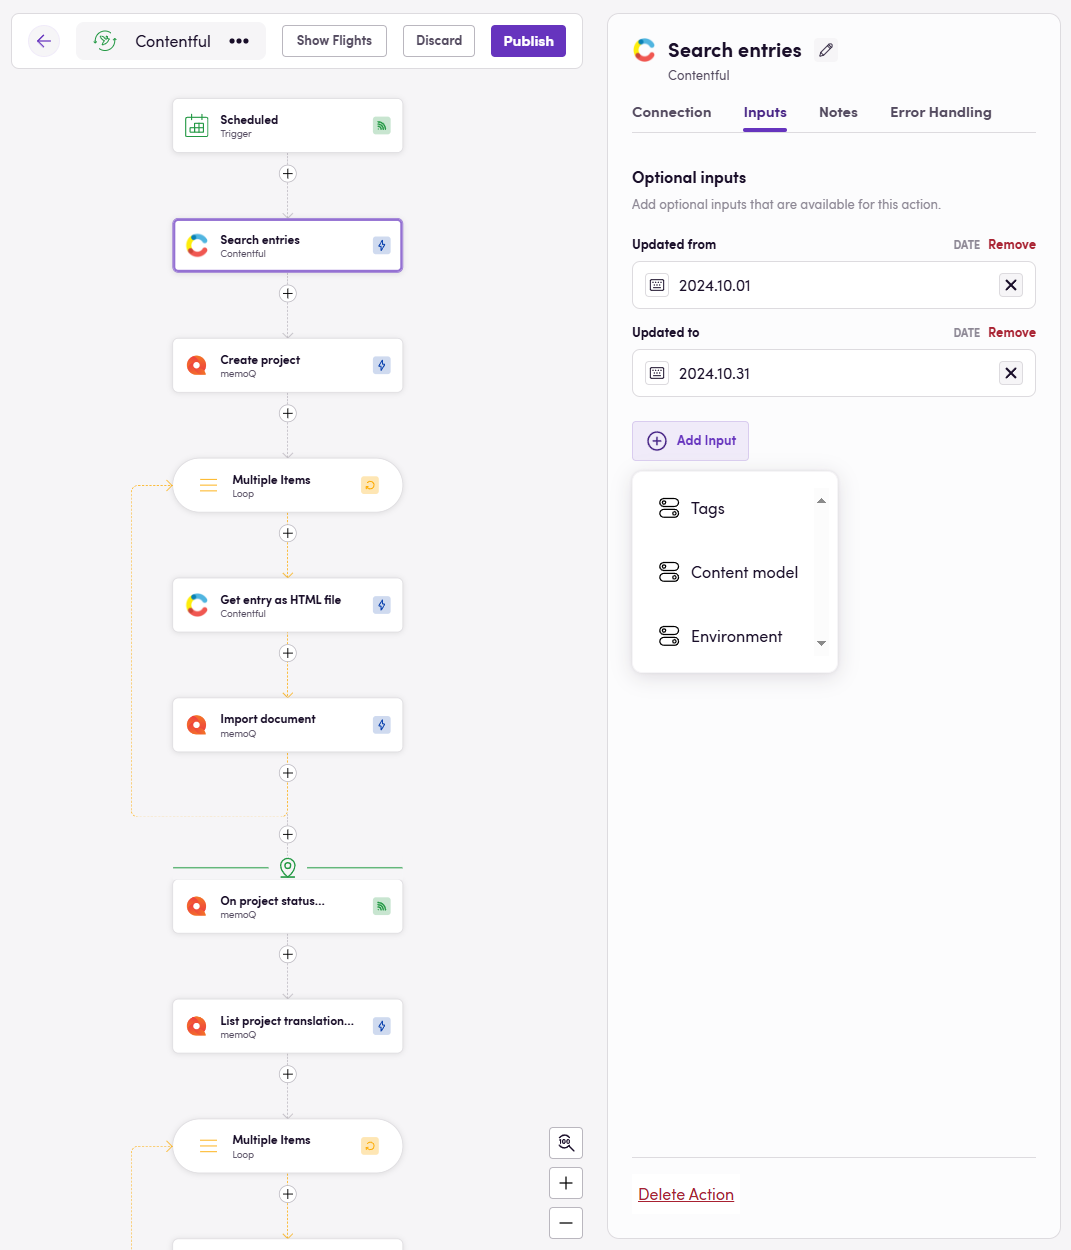 Contentful
Show Flights
Discard
Publish
Scheduled
Trigger
Search entries
Contentful
Create project
memoQ
Multiple Items
Loop
Get entry as HTML file
Contentful
Import document
memoQ
On project status...
memoQ
List project translation...
memoQ
Multiple Items
Loop
100
Search entries
Contentful
Connection Inputs Notes Error Handling
Optional inputs
Add optional inputs that are available for this action.
Updated from DATE Remove
2024.10.01
Updated to DATE Remove
2024.10.31
Add Input
Tags
Content model
Environment
Delete Action